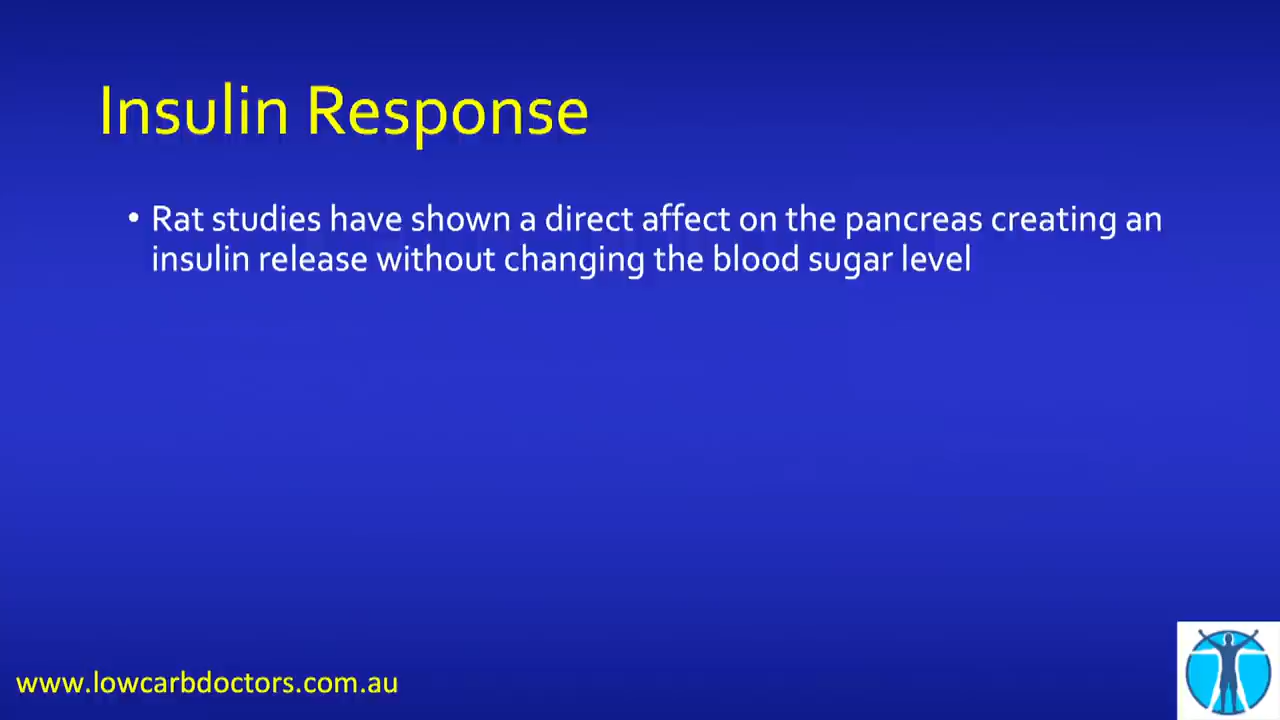 Insulin Response
• Rat studies have shown a direct affect on the pancreas creating an
insulin release without changing the blood sugar level
www.lowcarbdoctors.com.au